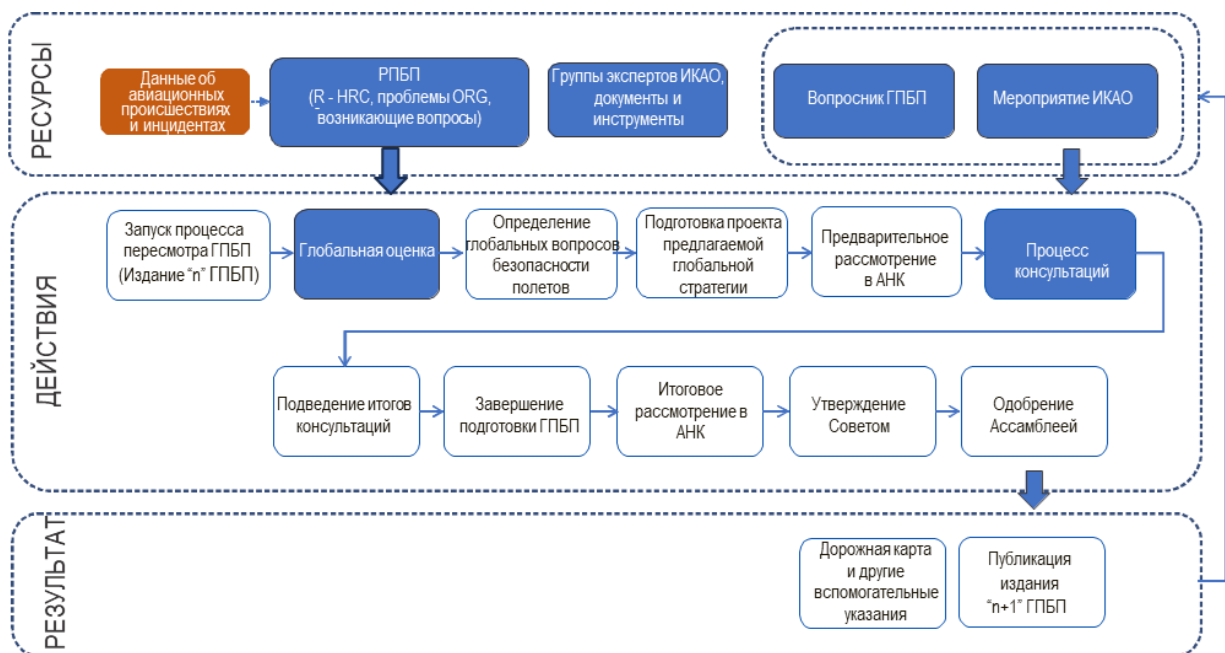 РЕСУРСЫ
Данные об
авиационных
происшествиях
и инцидентах
РПБП
(R - HRC, проблемы ORG,
возникающие вопросы)
Группы экспертов ИКАО,
документы и
инструменты
Вопросник ГПБП
Мероприятие ИКАО
ДЕЙСТВИЯ
Запуск процесса
пересмотра ГПБП
(Издание “n” ГПБП)
Глобальная оценка
Определение
глобальных вопросов
безопасности
полетов
Подготовка проекта
предлагаемой
глобальной
стратегии
Предварительное
рассмотрение
в АНК
Процесс
консультаций
Подведение итогов
консультаций
Завершение
подготовки ГПБП
Итоговое
рассмотрение в
АНК
Утверждение
Советом
Одобрение
Ассамблеей
РЕЗУЛЬТАТ
Дорожная карта
и другие
вспомогательные
указания
Публикация
издания
“n+1” ГПБП